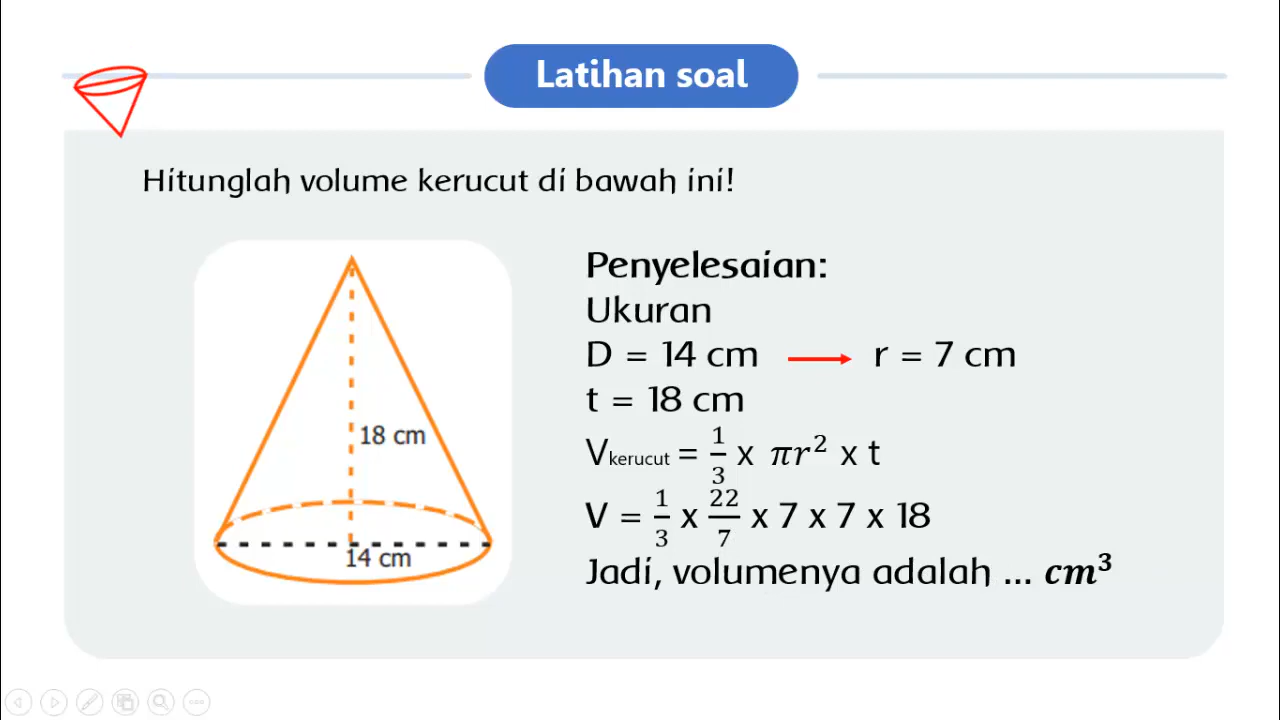 Latihan soal
Hitunglah volume kerucut di bawah ini!
18 cm
14 cm
Penyelesaian:
Ukuran
D = 14 cm → r = 7 cm
t = 18 cm
Vkerucut = 1/3 x πr² x t
V = 1/3 x 22/7 x 7 x 7 x 18
Jadi, volumenya adalah ... cm³